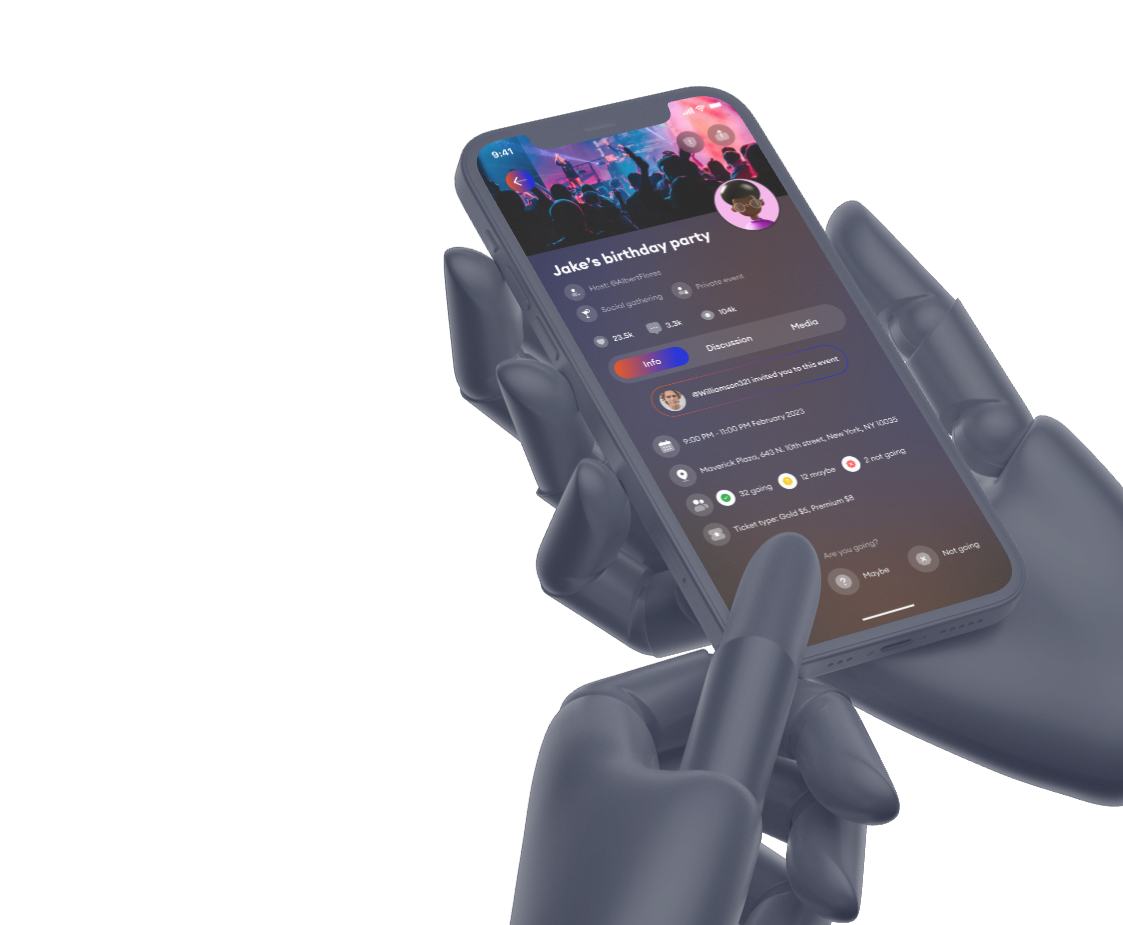 9:41
Jake's birthday party
Host: @AlbertFlores
Social gathering Private event
23.5k 3.3k 104k
Info Discussion Media
@Williamson321 invited you to this event
9:00 PM - 11:00 PM February 2023
Maverick Plaza, 643 N. 10th street, New York, NY 10035
32 going 12 maybe 2 not going
Ticket type: Gold $5, Premium $8
Are you going?
? Maybe Not going